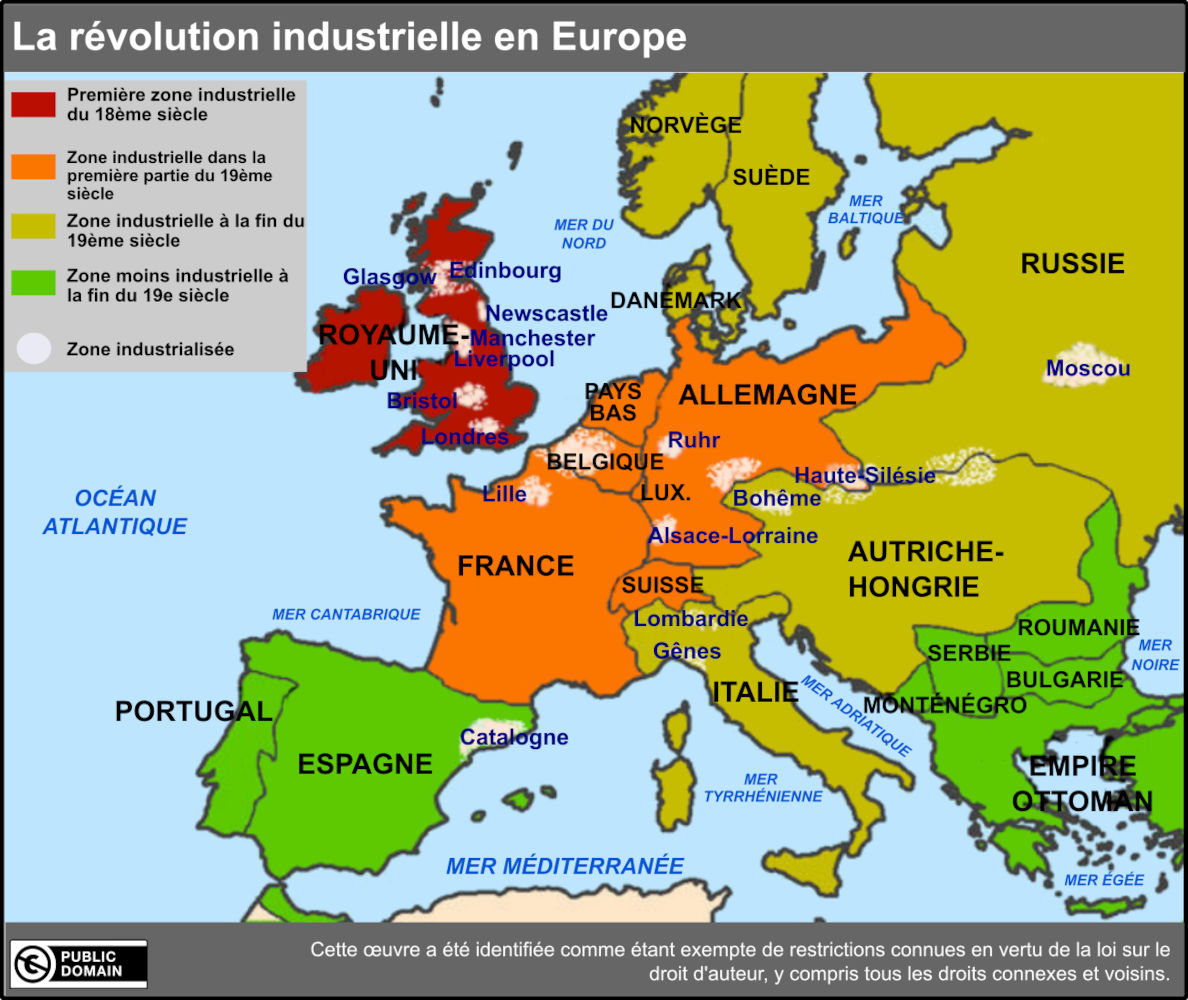 La révolution industrielle en Europe
Première zone industrielle
du 18ème siècle
Zone industrielle dans la
première partie du 19ème
siècle
Zone industrielle à la fin du
19ème siècle
Zone moins industrielle à
la fin du 19e siècle
Zone industrialisée
NORVÈGE
SUÈDE
MER
BALTIQUE
MER DU
NORD
RUSSIE
Glasgow
Edinbourg
DANEMARK
Newscastle
ROYAUME-
UNI
Manchester
Liverpool
Moscou
PAYS
BAS
ALLEMAGNE
Bristol
Londres
Ruhr
BELGIQUE
Haute-Silésie
Lille
LUX.
Bohême
OCÉAN
ATLANTIQUE
Alsace-Lorraine
FRANCE
AUTRICHE-
HONGRIE
SUISSE
MER CANTABRIQUE
Lombardie
ROUMANIE
Gênes
SERBIE
MER
NOIRE
BULGARIE
ITALIE
MER ADRIATIQUE
MONTÉNÉGRO
PORTUGAL
Catalogne
ESPAGNE
EMPIRE
OTTOMAN
MER
TYRRHÉNIENNE
MER MÉDITERRANÉE
MER ÉGÉE
PUBLIC
DOMAIN
Cette œuvre a été identifiée comme étant exempte de restrictions connues en vertu de la loi sur le
droit d'auteur, y compris tous les droits connexes et voisins.